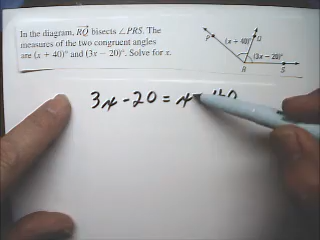 In the diagram, RQ bisects ∠PRS. The
measures of the two congruent angles
are (x + 40)° and (3x − 20)°. Solve for x.
P
(x + 40)°
Q
(3x − 20)°
R
S
3x - 20 = x 40